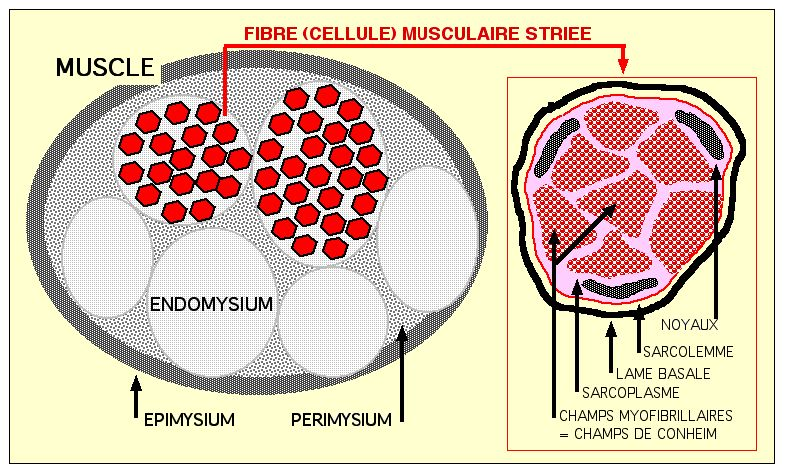 FIBRE (CELLULE) MUSCULAIRE STRIEE
MUSCLE
ENDOMYSIUM
EPIMYSIUM
PERIMYSIUM
NOYAUX
SARCOLEMME
LAME BASALE
SARCOPLASME
CHAMPS MYOFIBRILLAIRES
= CHAMPS DE CONHEIM